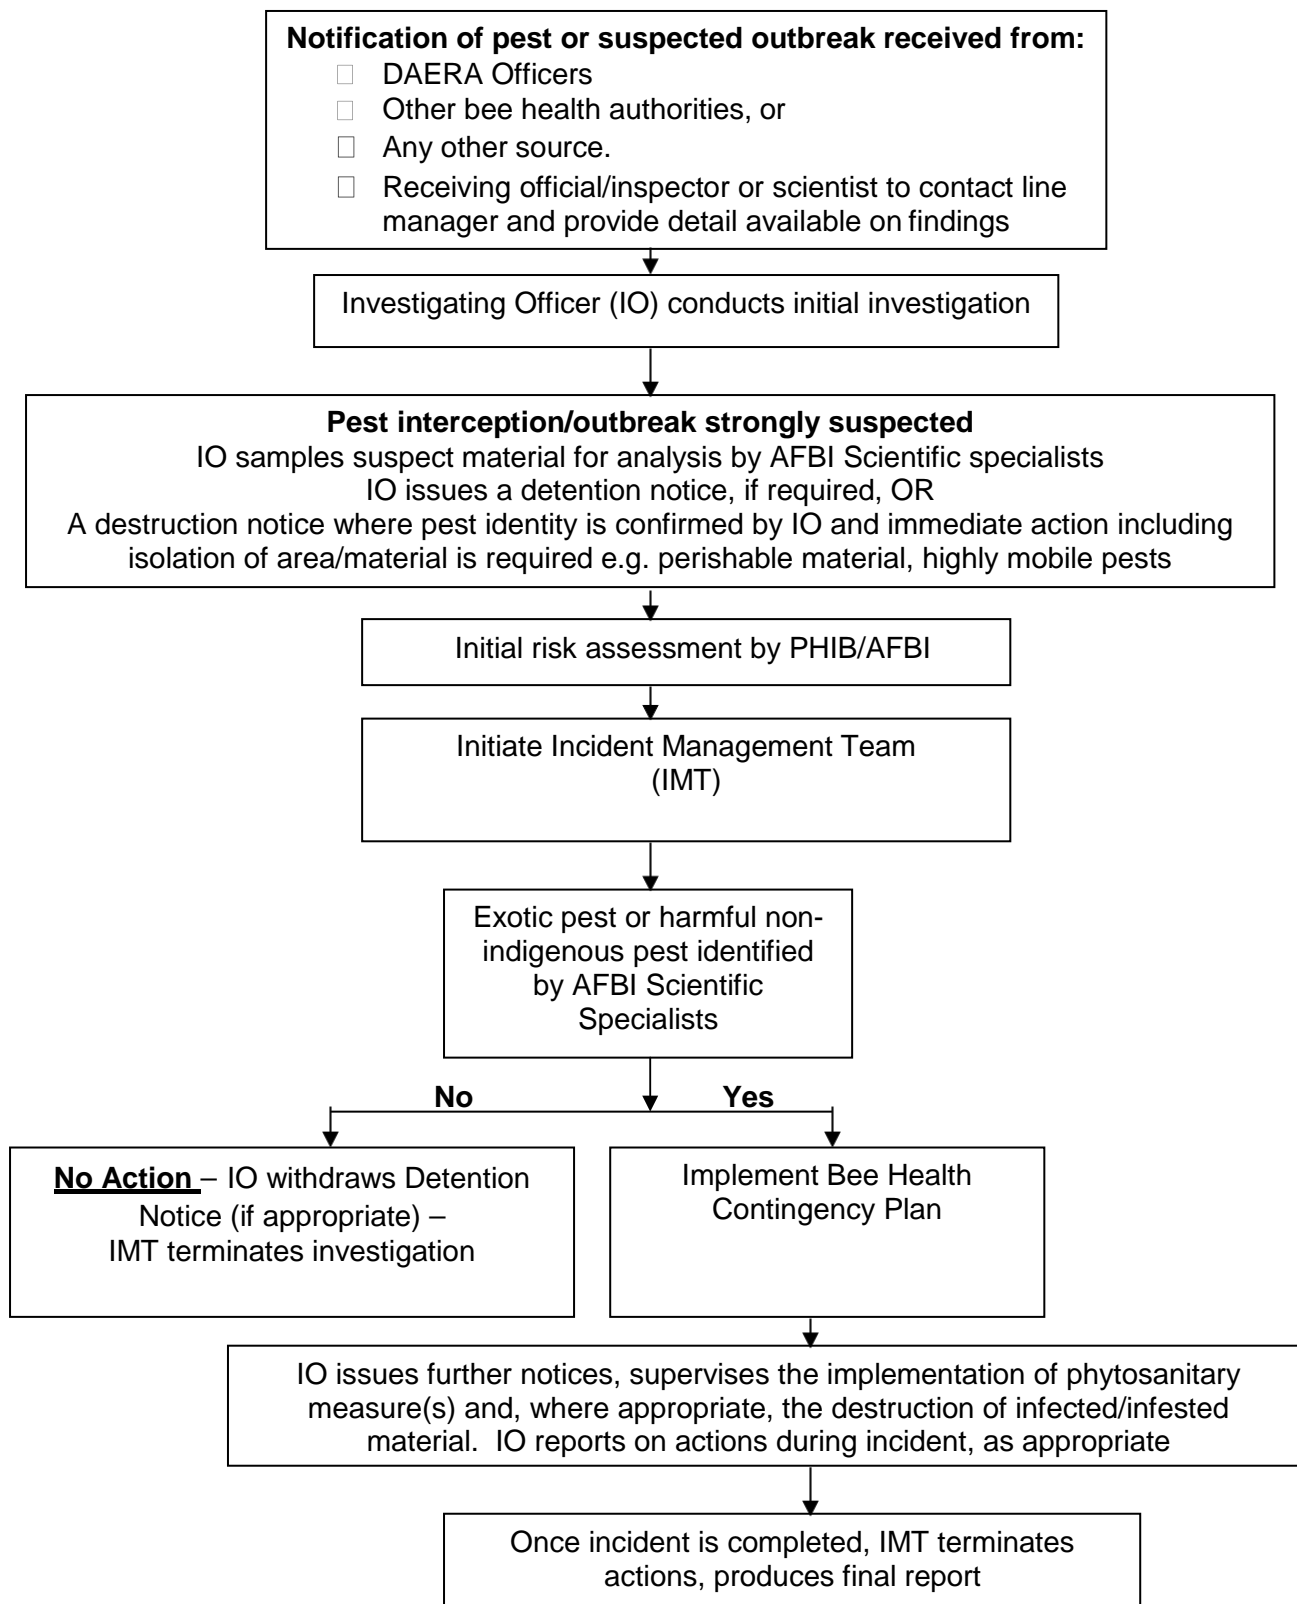 Notification of pest or suspected outbreak received from:
DAERA Officers
Other bee health authorities, or
Any other source.
Receiving official/inspector or scientist to contact line
manager and provide detail available on findings
Investigating Officer (IO) conducts initial investigation
Pest interception/outbreak strongly suspected
IO samples suspect material for analysis by AFBI Scientific specialists
IO issues a detention notice, if required, OR
A destruction notice where pest identity is confirmed by IO and immediate action including
isolation of area/material is required e.g. perishable material, highly mobile pests
Initial risk assessment by PHIB/AFBI
Initiate Incident Management Team
(IMT)
Exotic pest or harmful non-
indigenous pest identified
by AFBI Scientific
Specialists
No
Yes
No Action – IO withdraws Detention
Notice (if appropriate) –
IMT terminates investigation
Implement Bee Health
Contingency Plan
IO issues further notices, supervises the implementation of phytosanitary
measure(s) and, where appropriate, the destruction of infected/infested
material.  IO reports on actions during incident, as appropriate
Once incident is completed, IMT terminates
actions, produces final report